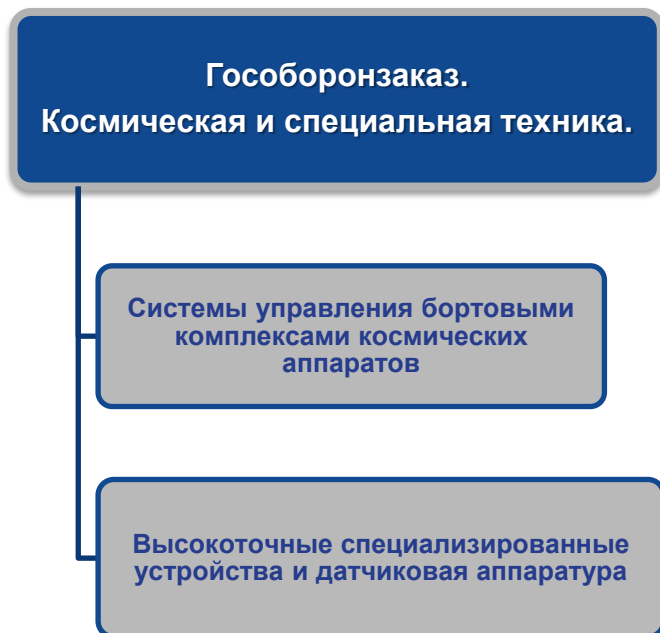 Гособоронзаказ.
Космическая и специальная техника.
Системы управления бортовыми
комплексами космических
аппаратов
Высокоточные специализированные
устройства и датчиковая аппаратура